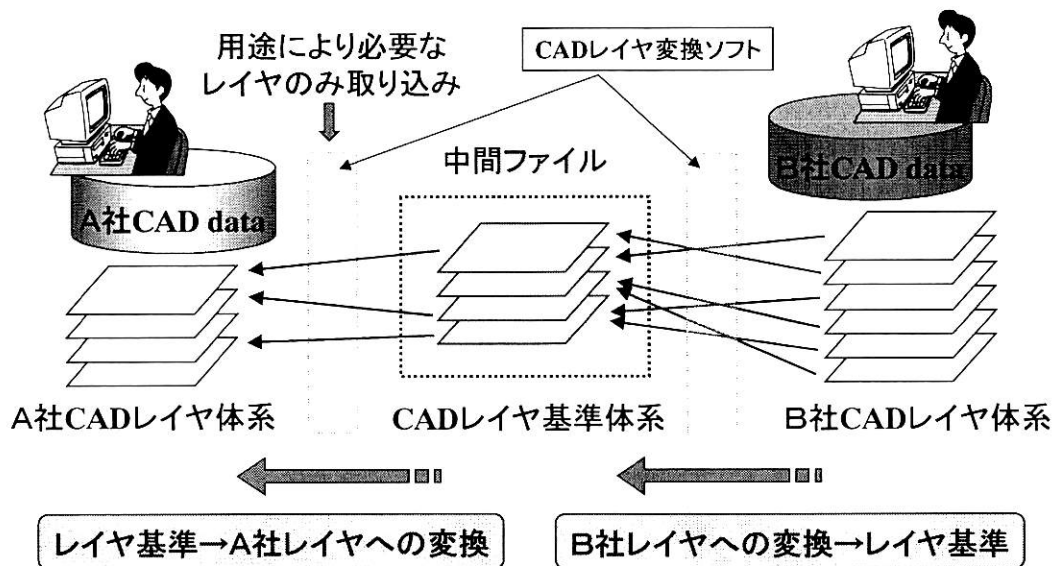 用途により必要な
レイヤのみ取り込み
CADレイヤ変換ソフト
中間ファイル
A社CAD data
B社CAD data
A社CADレイヤ体系
CADレイヤ基準体系
B社CADレイヤ体系
レイヤ基準→A社レイヤへの変換
B社レイヤへの変換→レイヤ基準